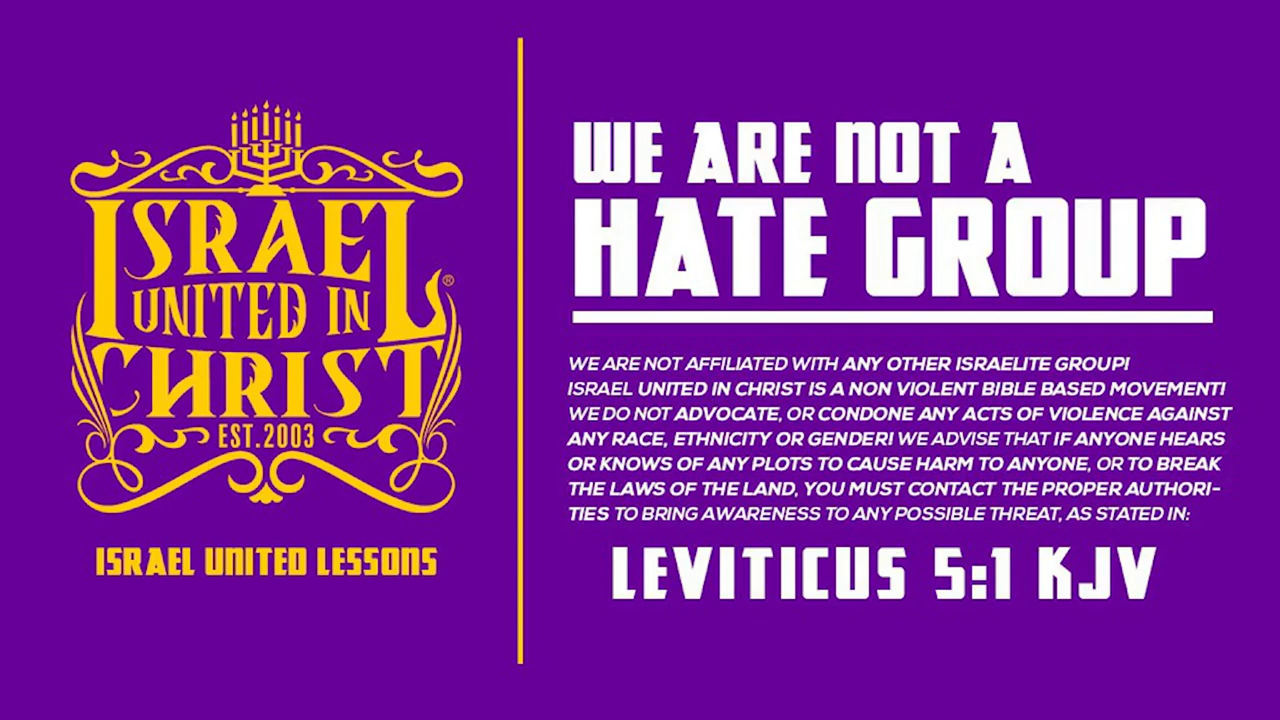 ISRAEL
UNITED IN
CHRIST
®
EST.2003
ISRAEL UNITED LESSONS
WE ARE NOT A
HATE GROUP
WE ARE NOT AFFILIATED WITH ANY OTHER ISRAELITE GROUP!
ISRAEL UNITED IN CHRIST IS A NON VIOLENT BIBLE BASED MOVEMENT!
WE DO NOT ADVOCATE, OR CONDONE ANY ACTS OF VIOLENCE AGAINST
ANY RACE, ETHNICITY OR GENDER! WE ADVISE THAT IF ANYONE HEARS
OR KNOWS OF ANY PLOTS TO CAUSE HARM TO ANYONE, OR TO BREAK
THE LAWS OF THE LAND, YOU MUST CONTACT THE PROPER AUTHORI-
TIES TO BRING AWARENESS TO ANY POSSIBLE THREAT, AS STATED IN:
LEVITICUS 5:1 KJV